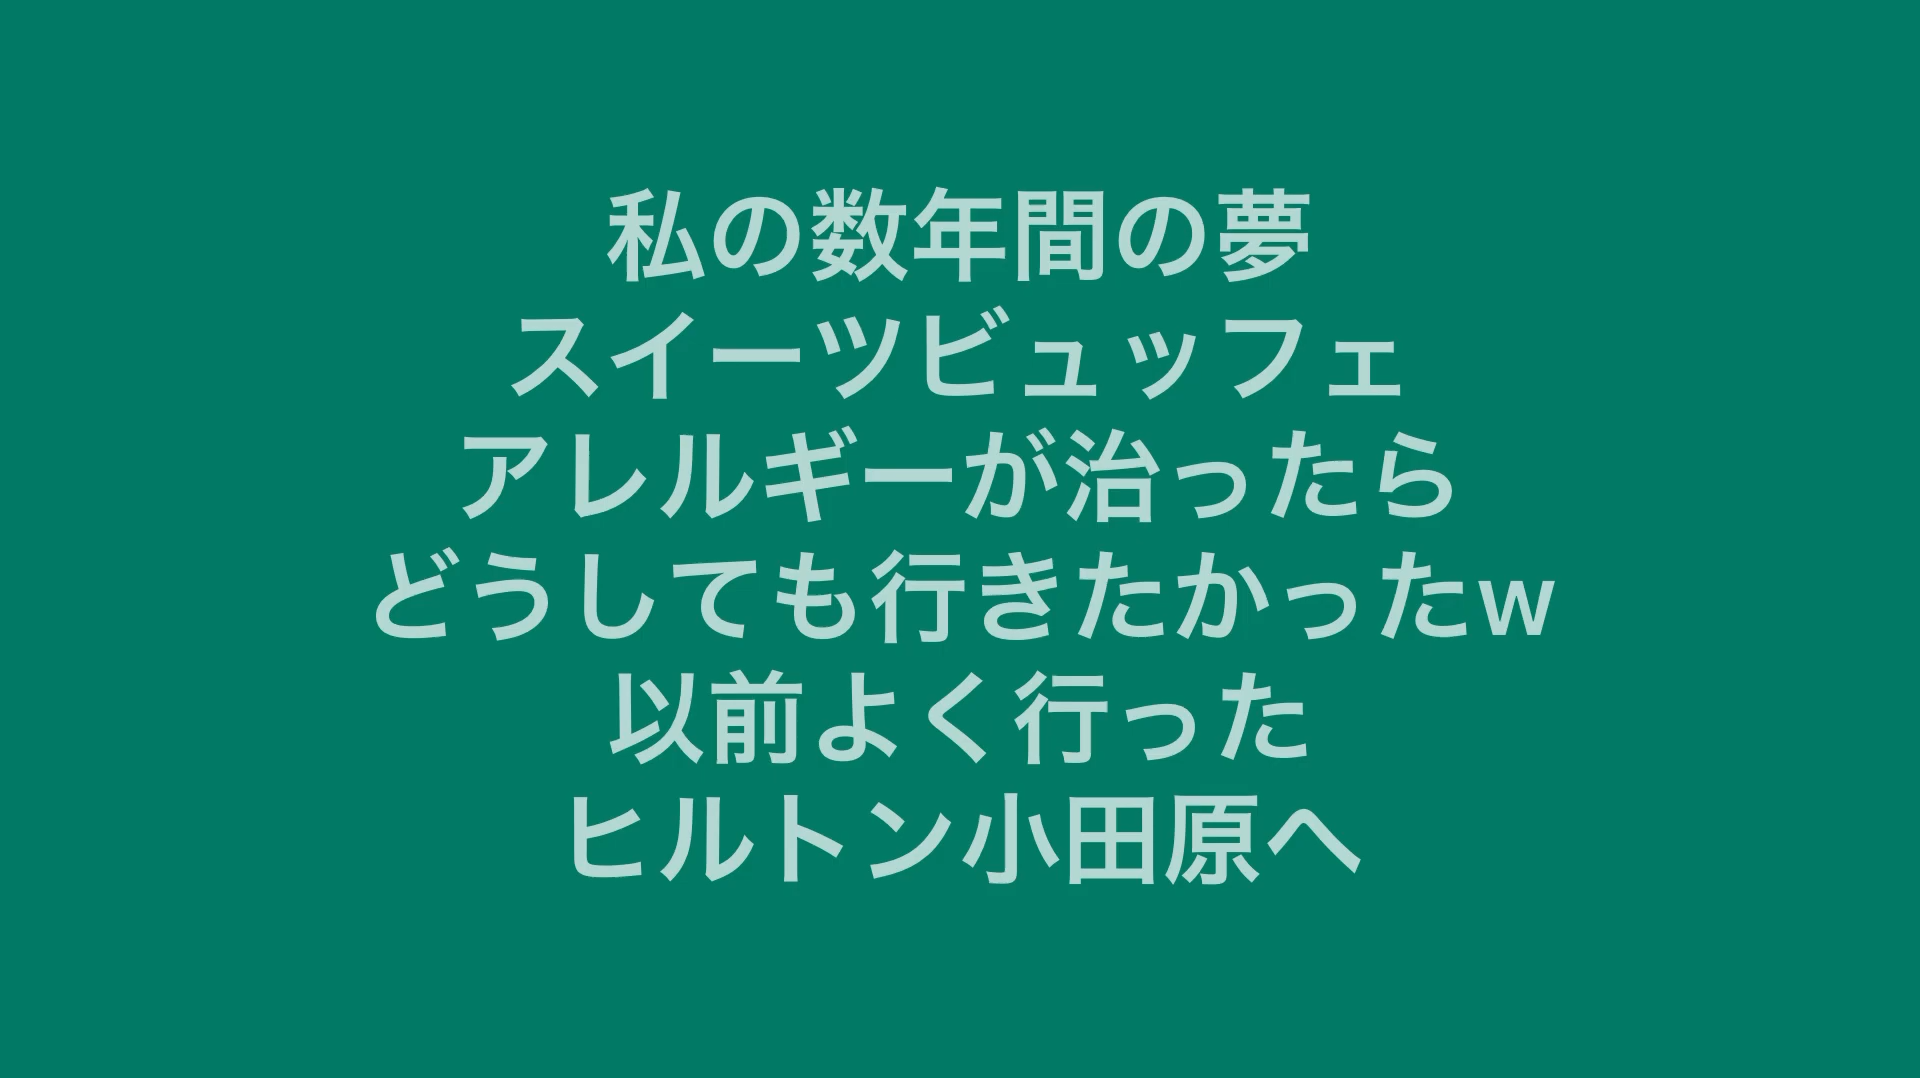 私の数年間の夢
スイーツビュッフェ
アレルギーが治ったら
どうしても行きたかったw
以前よく行った
ヒルトン小田原へ